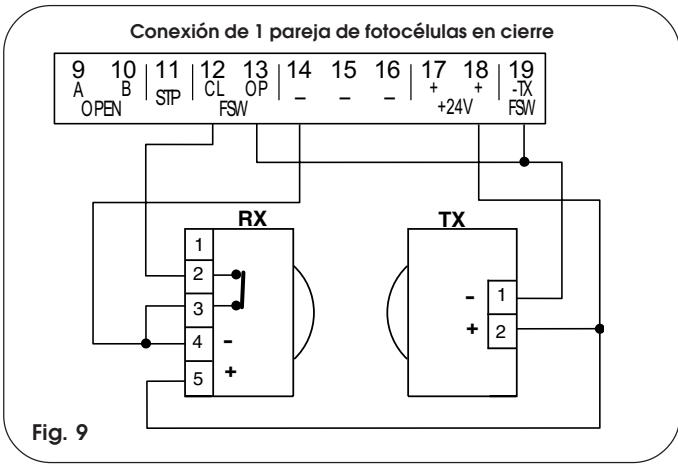 Conexión de 1 pareja de fotocélulas en cierre
9 10 11 12 13 14 15 16 17 18 19
A B STP CL OP – – – + + -TX
OPEN FSW +24V FSW
RX TX
1
2
3
4 -
5 +
- 1
+ 2
Fig. 9